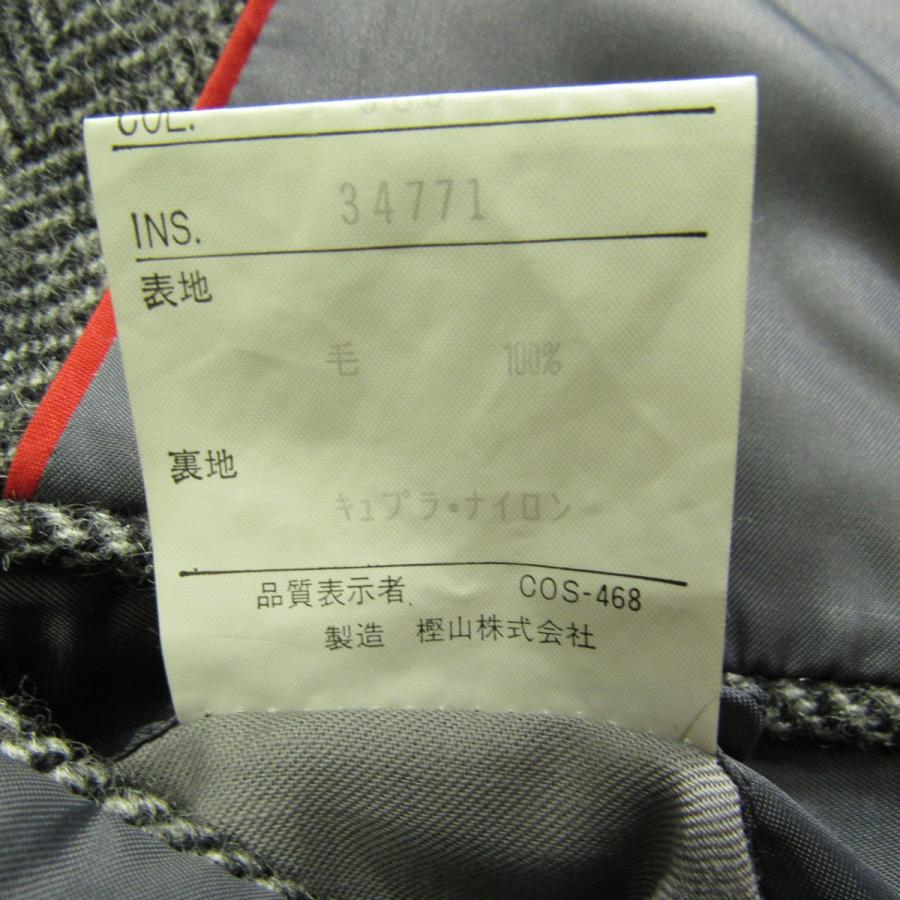 COL.
INS. 34771
表地
毛 100%
裏地
キュプラ・ナイロン
品質表示者 COS-468
製造 樫山株式会社